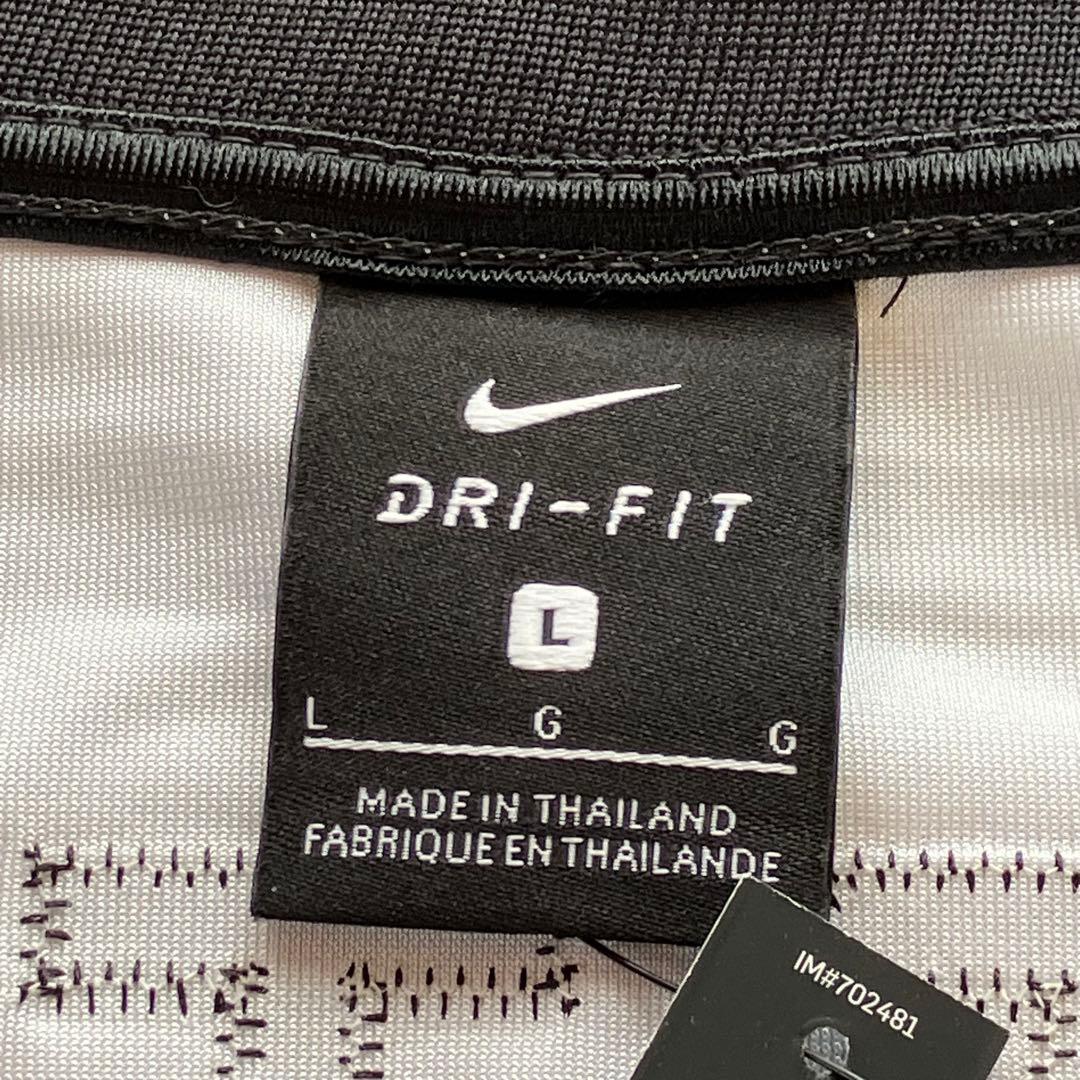 DRI-FIT
L
L G G
MADE IN THAILAND
FABRIQUE EN THAILANDE
IM#702481